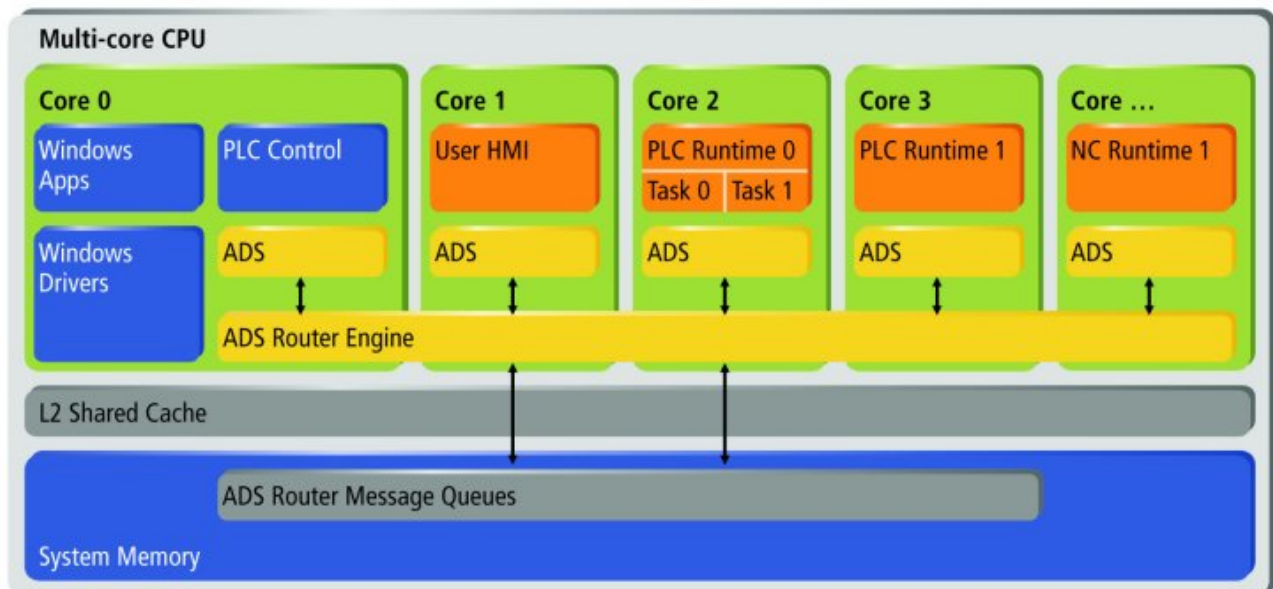 Multi-core CPU
Core 0
Windows
Apps
PLC Control
Windows
Drivers
ADS
Core 1
User HMI
ADS
Core 2
PLC Runtime 0
Task 0
Task 1
ADS
Core 3
PLC Runtime 1
ADS
Core ...
NC Runtime 1
ADS
ADS Router Engine
L2 Shared Cache
ADS Router Message Queues
System Memory